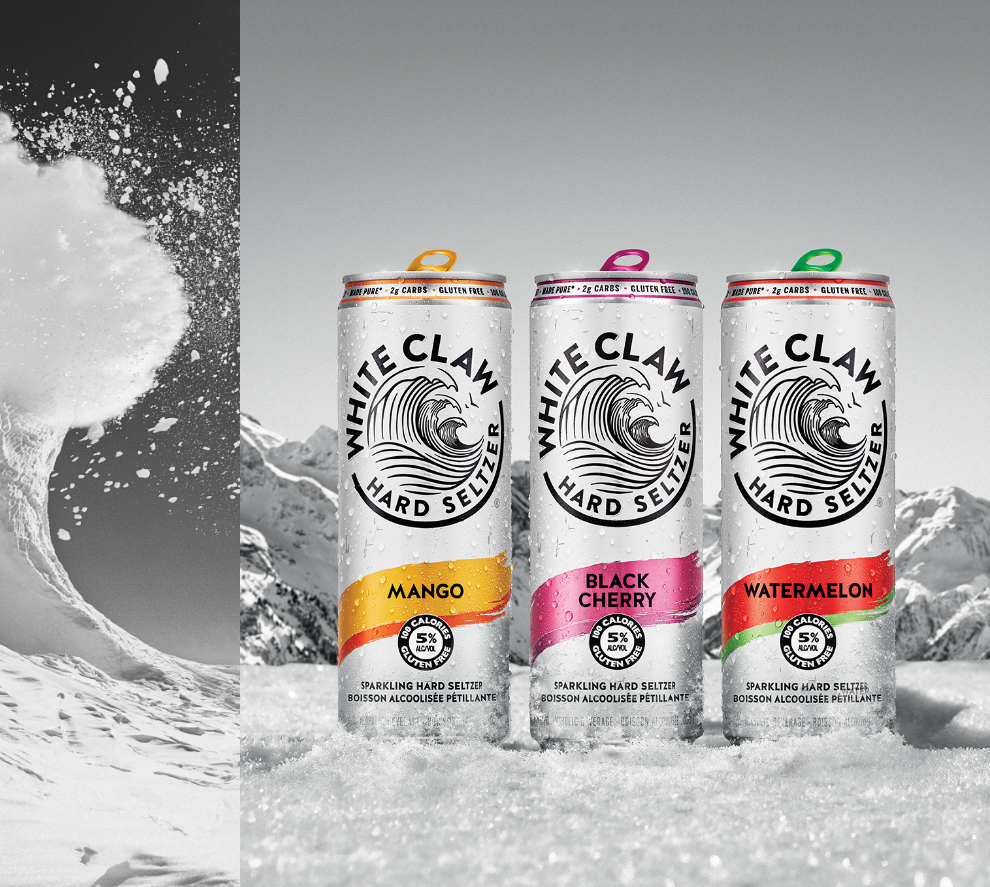 MADE PURE* • 2g CARBS • GLUTEN FREE • 100
WHITE CLAW
HARD SELTZER
®
MANGO
100 CALORIES
5%
ALC/VOL
GLUTEN FREE
SPARKLING HARD SELTZER
BOISSON ALCOOLISÉE PÉTILLANTE
MADE PURE* • 2g CARBS • GLUTEN FREE • 100
WHITE CLAW
HARD SELTZER
®
BLACK
CHERRY
100 CALORIES
5%
ALC/VOL
GLUTEN FREE
SPARKLING HARD SELTZER
BOISSON ALCOOLISÉE PÉTILLANTE
MADE PURE* • 2g CARBS • GLUTEN FREE • 100
WHITE CLAW
HARD SELTZER
®
WATERMELON
100 CALORIES
5%
ALC/VOL
GLUTEN FREE
SPARKLING HARD SELTZER
BOISSON ALCOOLISÉE PÉTILLANTE